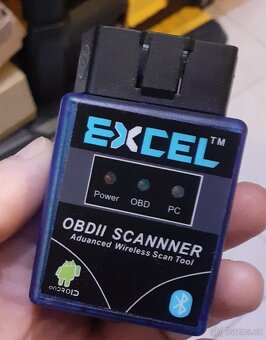 EXCEL™
Power OBD PC
OBDII SCANNNER
Advanced Wireless Scan Tool
ANDROID